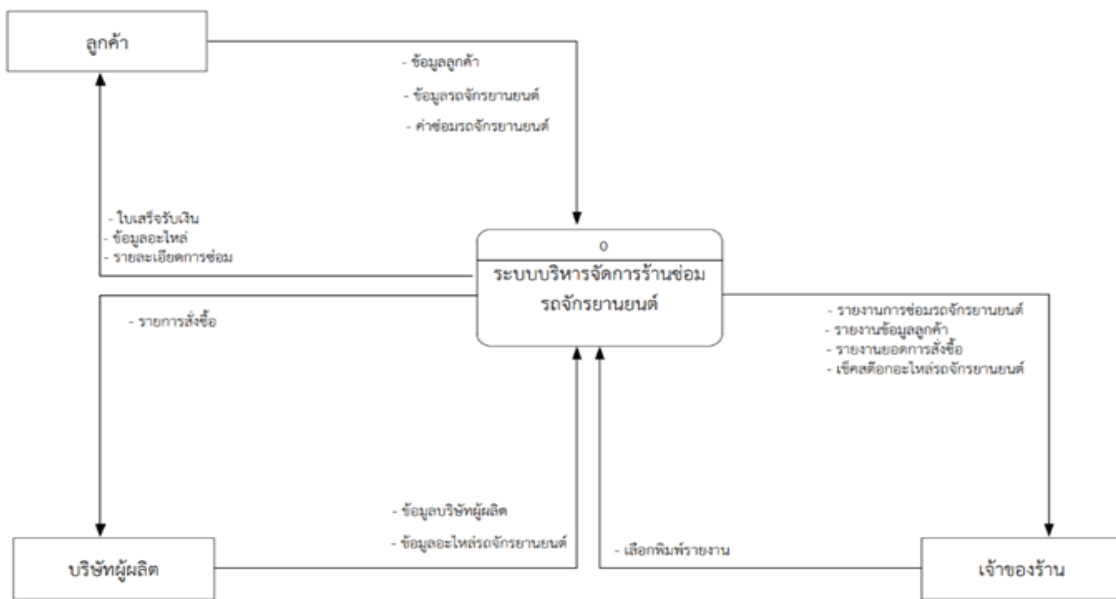 ลูกค้า
- ข้อมูลลูกค้า
- ข้อมูลรถจักรยานยนต์
- ค่าซ่อมรถจักรยานยนต์
- ใบเสร็จรับเงิน
- ข้อมูลอะไหล่
- รายละเอียดการซ่อม
0
ระบบบริหารจัดการร้านซ่อม
รถจักรยานยนต์
- รายการสั่งซื้อ
- รายงานการซ่อมรถจักรยานยนต์
- รายงานข้อมูลลูกค้า
- รายงานยอดการสั่งซื้อ
- เช็คสต๊อกอะไหล่รถจักรยานยนต์
- ข้อมูลบริษัทผู้ผลิต
- ข้อมูลอะไหล่รถจักรยานยนต์
- เลือกพิมพ์รายงาน
บริษัทผู้ผลิต
เจ้าของร้าน